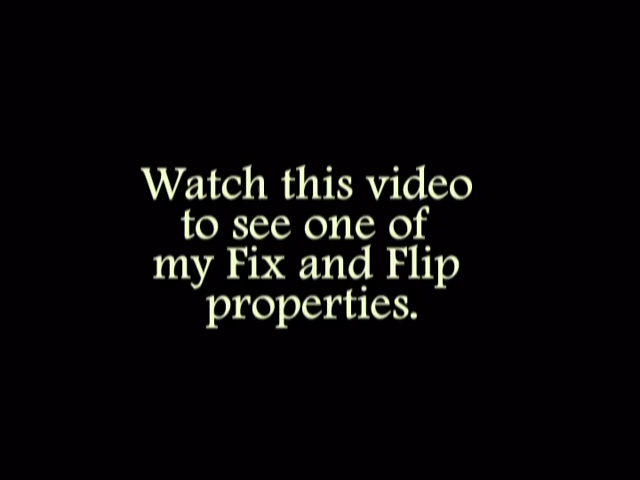 Watch this video
to see one of
my Fix and Flip
properties.